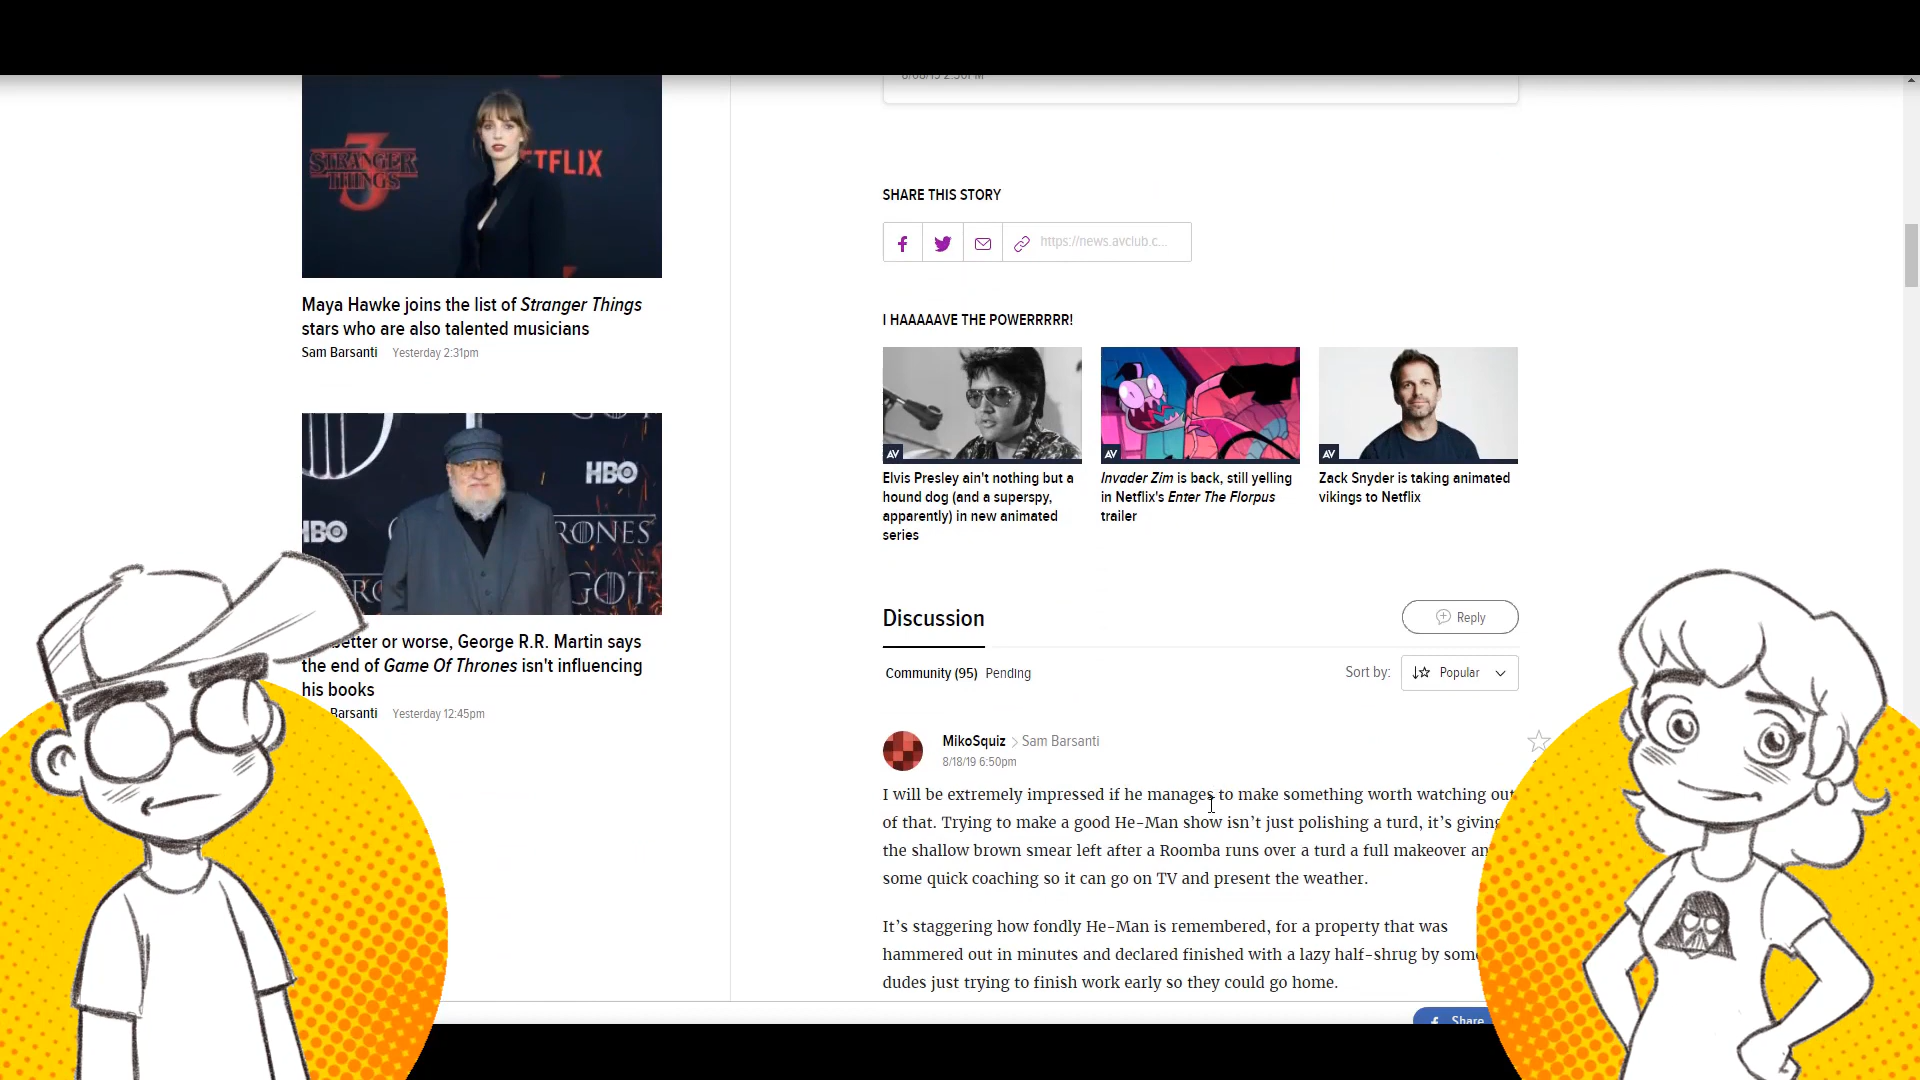 8/08/19 2:30PM
STRANGER
3
THINGS
NETFLIX
Maya Hawke joins the list of Stranger Things
stars who are also talented musicians
Sam Barsanti Yesterday 2:31pm
HBO
HBO
RONES
GOT
etter or worse, George R.R. Martin says
the end of Game Of Thrones isn't influencing
his books
Barsanti Yesterday 12:45pm
SHARE THIS STORY
https://news.avclub.c...
I HAAAAAVE THE POWERRRRR!
AV
AV
AV
Elvis Presley ain't nothing but a
hound dog (and a superspy,
apparently) in new animated
series
Invader Zim is back, still yelling
in Netflix's Enter The Florpus
trailer
Zack Snyder is taking animated
vikings to Netflix
Discussion
Reply
Community (95) Pending
Sort by: Popular
MikoSquiz > Sam Barsanti
8/18/19 6:50pm
I will be extremely impressed if he manages to make something worth watching out
of that. Trying to make a good He-Man show isn’t just polishing a turd, it’s giving
the shallow brown smear left after a Roomba runs over a turd a full makeover an
some quick coaching so it can go on TV and present the weather.
It’s staggering how fondly He-Man is remembered, for a property that was
hammered out in minutes and declared finished with a lazy half-shrug by some
dudes just trying to finish work early so they could go home.
Share